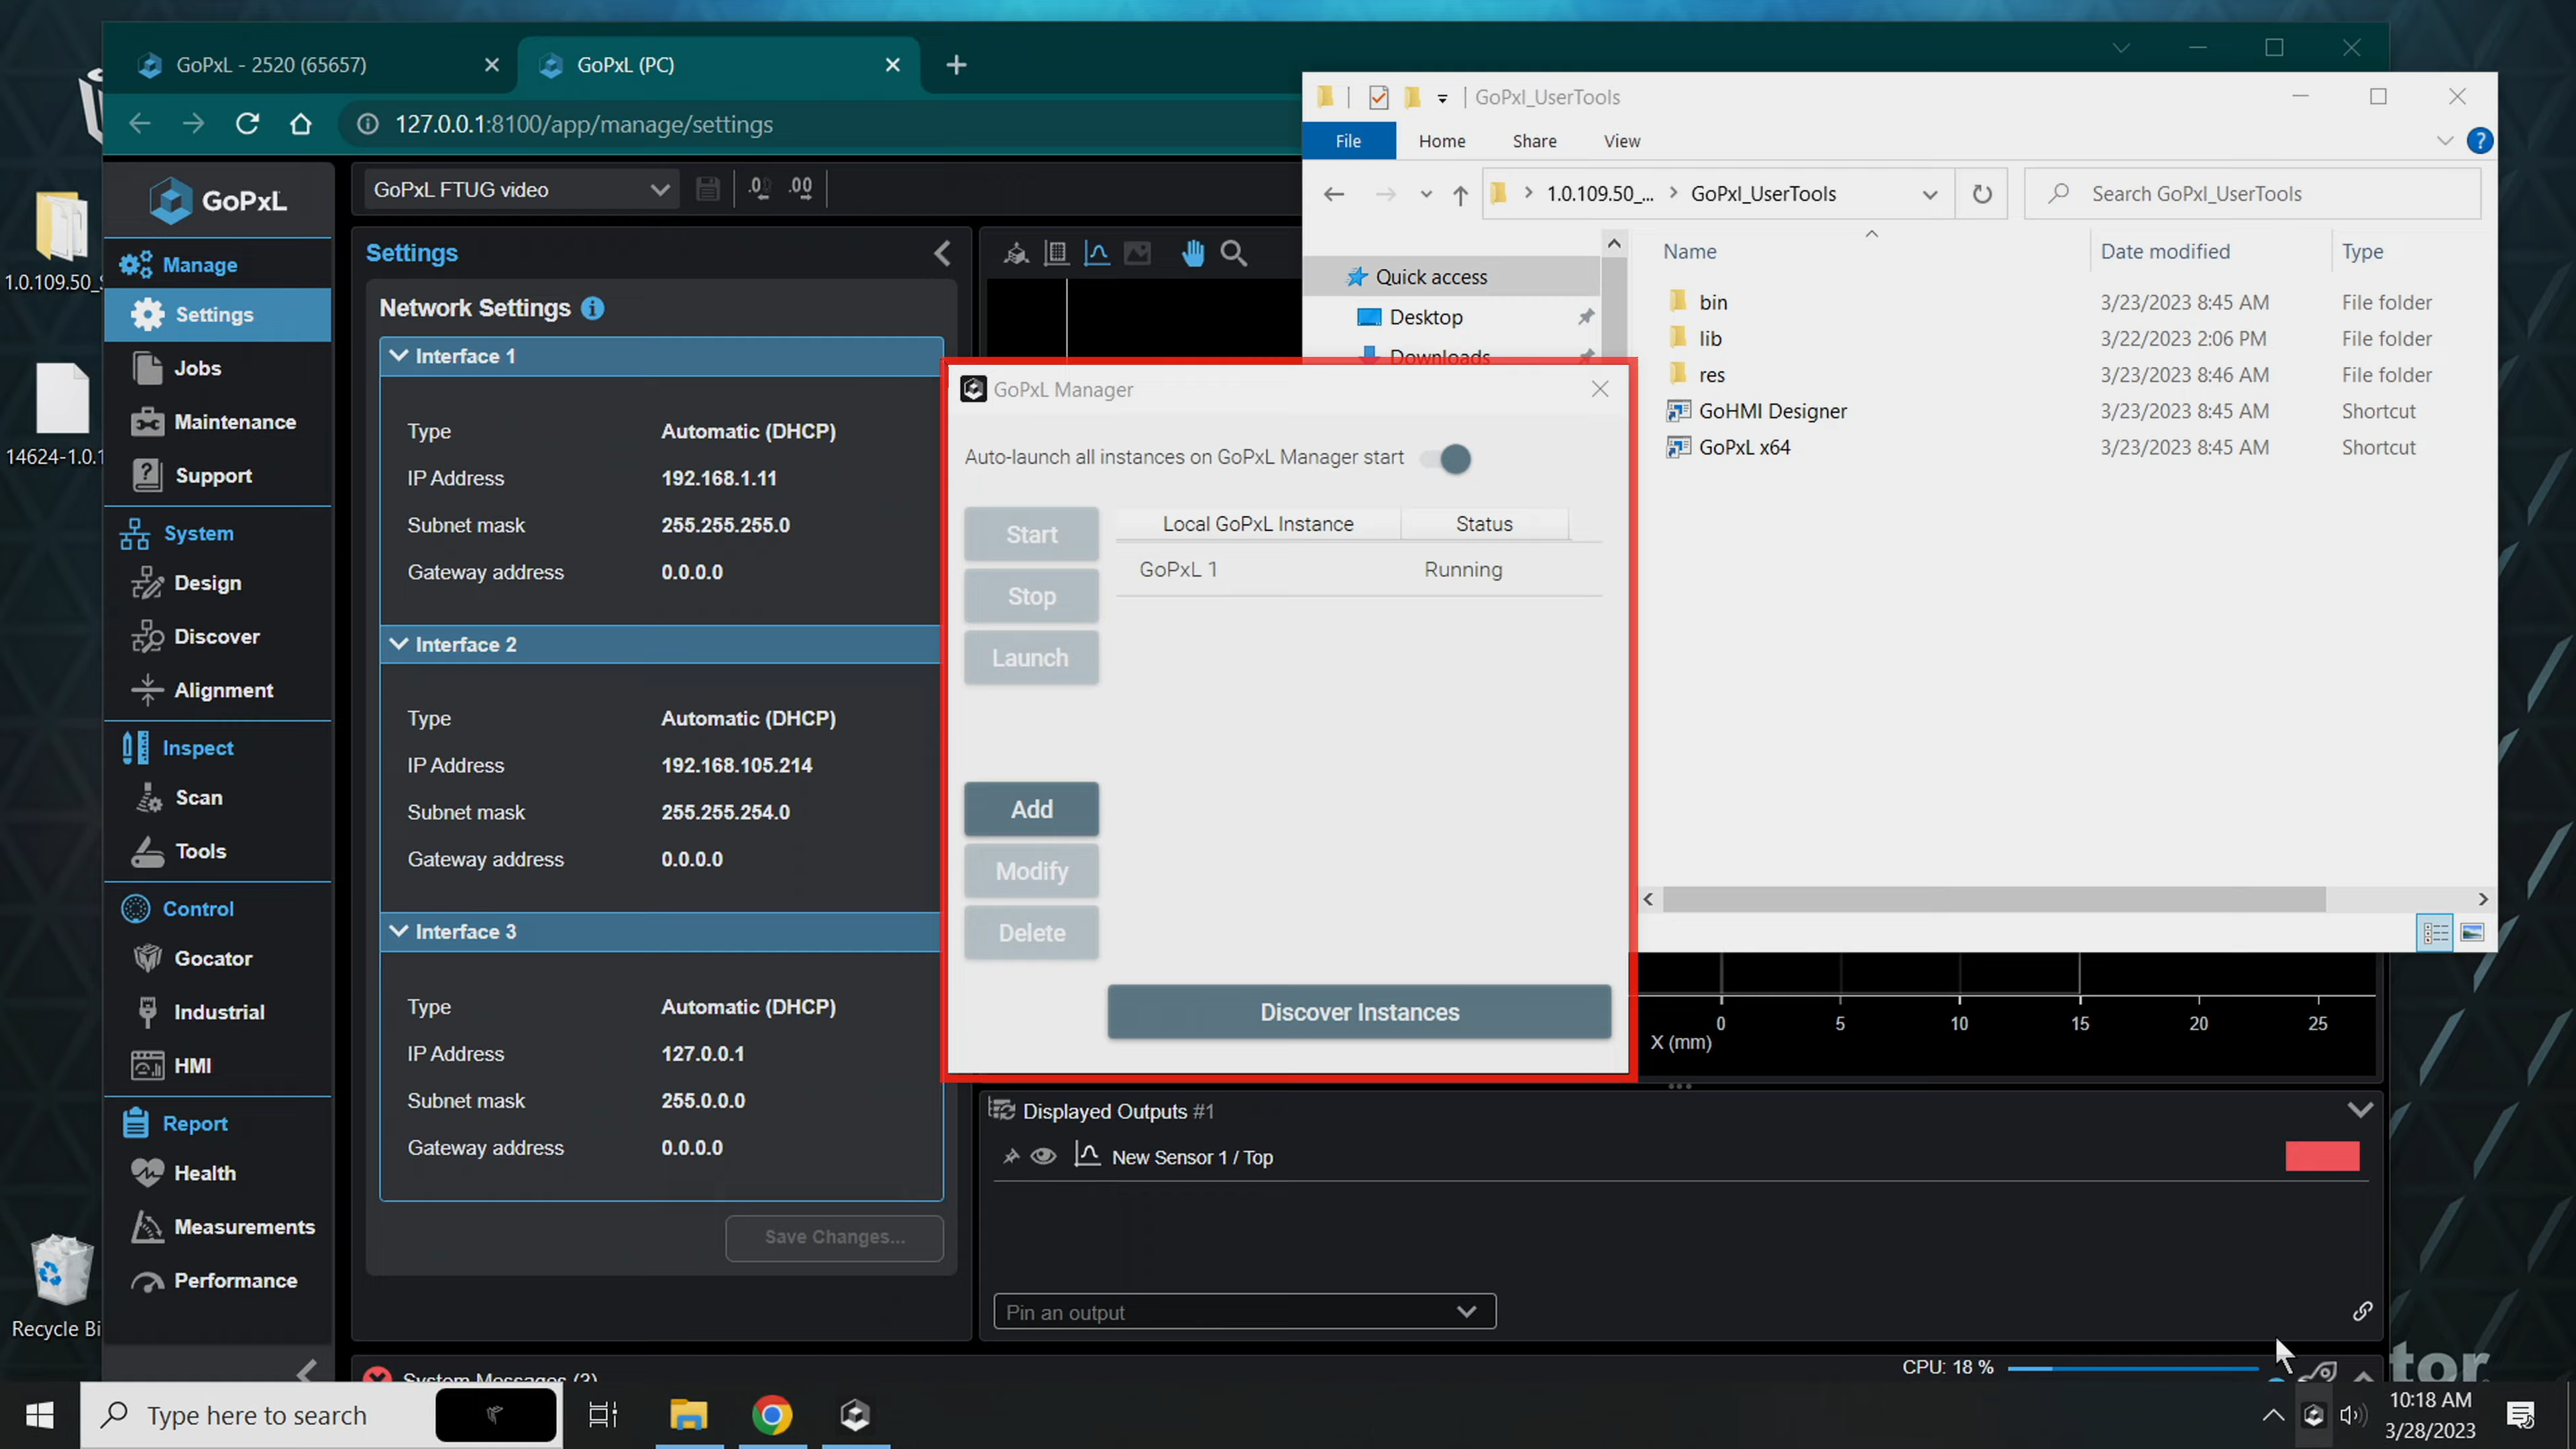 GoPxL - 2520 (65657)
GoPxL (PC)
127.0.0.1:8100/app/manage/settings
GoPxL
GoPxL FTUG video
Manage
Settings
Jobs
Maintenance
Support
System
Design
Discover
Alignment
Inspect
Scan
Tools
Control
Gocator
Industrial
HMI
Report
Health
Measurements
Performance
Settings
Network Settings
Interface 1
Type Automatic (DHCP)
IP Address 192.168.1.11
Subnet mask 255.255.255.0
Gateway address 0.0.0.0
Interface 2
Type Automatic (DHCP)
IP Address 192.168.105.214
Subnet mask 255.255.254.0
Gateway address 0.0.0.0
Interface 3
Type Automatic (DHCP)
IP Address 127.0.0.1
Subnet mask 255.0.0.0
Gateway address 0.0.0.0
Save Changes...
GoPxL Manager
Auto-launch all instances on GoPxL Manager start
Start
Stop
Launch
Add
Modify
Delete
Local GoPxL Instance Status
GoPxL 1 Running
Discover Instances
GoPxl_UserTools
File Home Share View
1.0.109.50_... GoPxl_UserTools
Search GoPxl_UserTools
Quick access
Desktop
Downloads
Name Date modified Type
bin 3/23/2023 8:45 AM File folder
lib 3/22/2023 2:06 PM File folder
res 3/23/2023 8:46 AM File folder
GoHMI Designer 3/23/2023 8:45 AM Shortcut
GoPxL x64 3/23/2023 8:45 AM Shortcut
0 5 10 15 20 25
X (mm)
Displayed Outputs #1
New Sensor 1 / Top
Pin an output
System Messages (3)
CPU: 18 %
tor.
1.0.109.50_S
14624-1.0.1
Recycle Bi
Type here to search
10:18 AM
3/28/2023